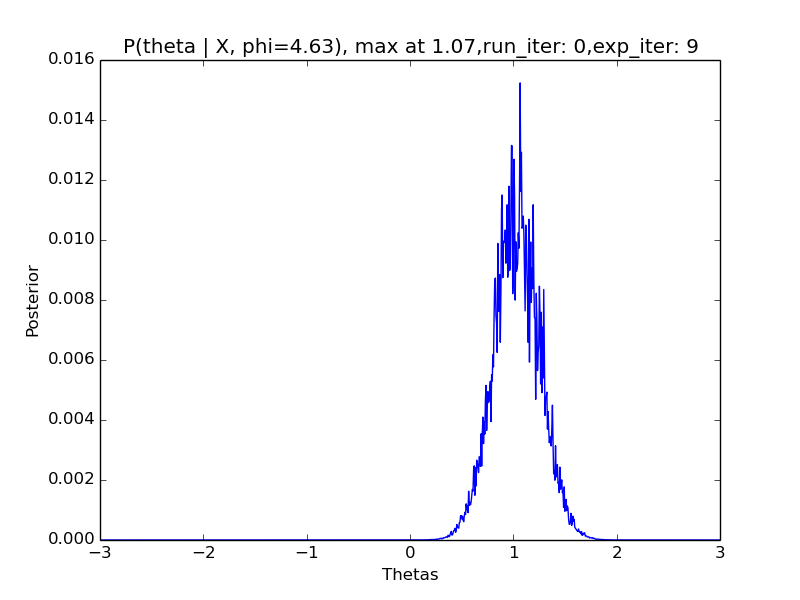 P(theta | X, phi=4.63), max at 1.07,run_iter: 0,exp_iter: 9
0.016
0.014
0.012
0.010
0.008
0.006
0.004
0.002
0.000
Posterior
−3 −2 −1 0 1 2 3
Thetas